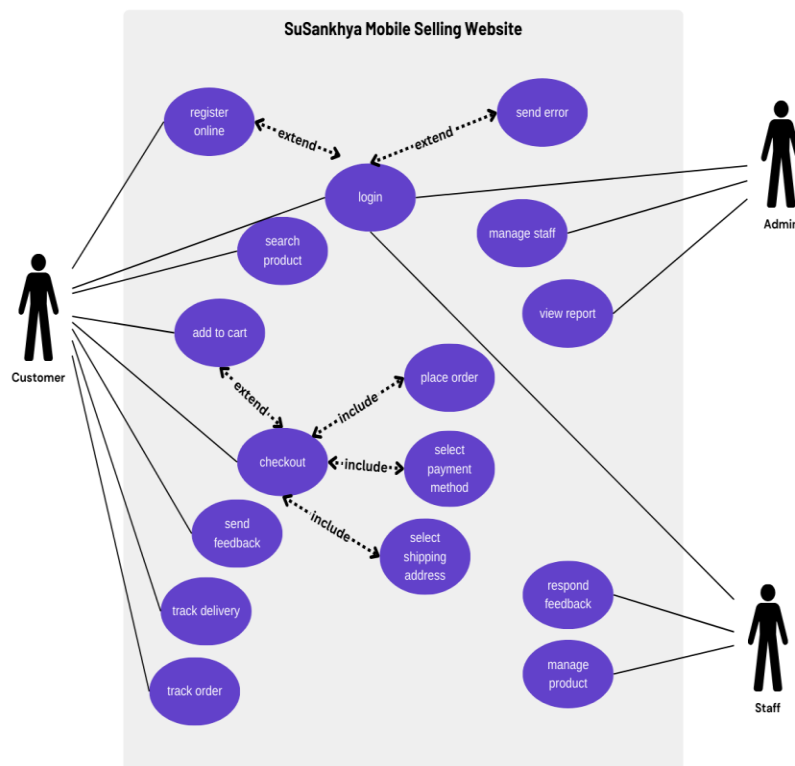 SuSankhya Mobile Selling Website
register
online
extend
extend
send error
login
Admin
search
product
manage staff
view report
add to cart
Customer
extend
place order
include
checkout
include
select
payment
method
include
send
feedback
select
shipping
address
respond
feedback
track delivery
manage
product
track order
Staff